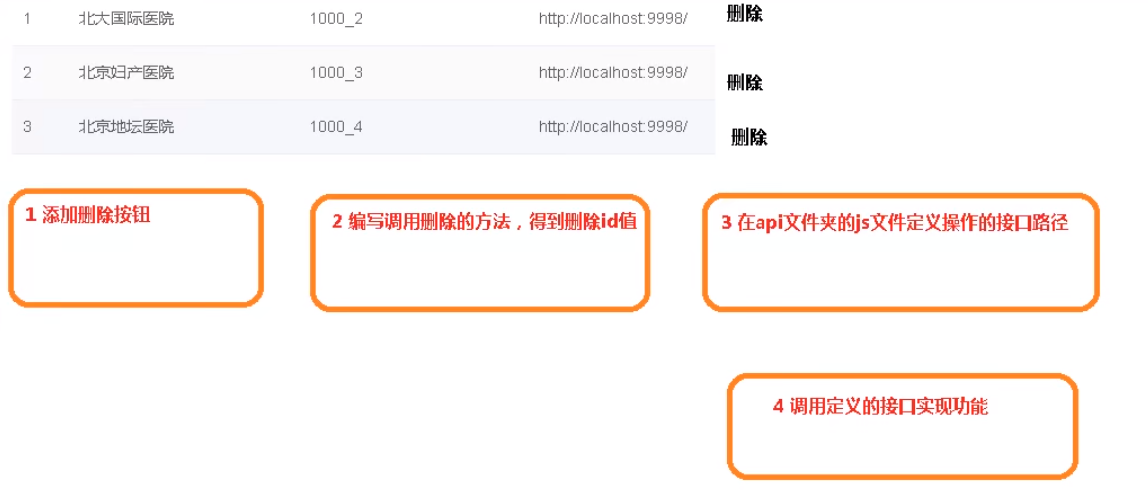 1 北大国际医院 1000_2 http://localhost:9998/ 删除
2 北京妇产医院 1000_3 http://localhost:9998/ 删除
3 北京地坛医院 1000_4 http://localhost:9998/ 删除
1 添加删除按钮
2 编写调用删除的方法，得到删除id值
3 在api文件夹的js文件定义操作的接口路径
4 调用定义的接口实现功能